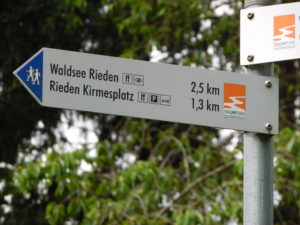 Waldsee Rieden 2,5 km
Rieden Kirmesplatz P 1,3 km